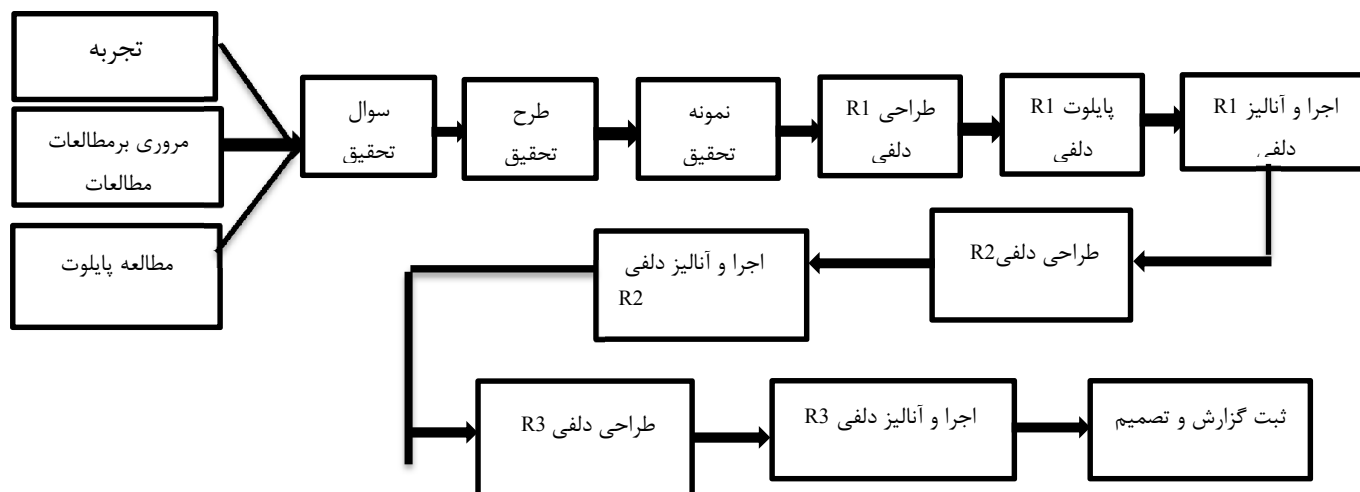 تجربه
مروری برمطالعات
مطالعات
مطالعه پایلوت
سوال
تحقیق
طرح
تحقیق
نمونه
تحقیق
طراحی R1
دلفی
پایلوت R1
دلفی
اجرا و آنالیز R1
دلفی
طراحی دلفیR2
اجرا و آنالیز دلفی
R2
طراحی دلفی R3
اجرا و آنالیز دلفی R3
ثبت گزارش و تصمیم